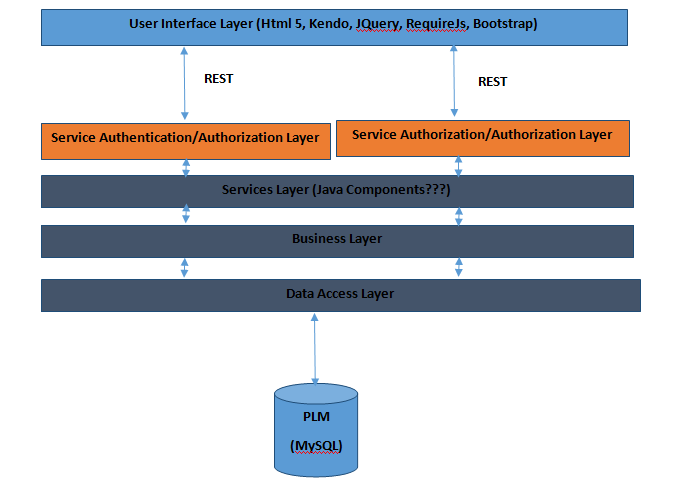 User Interface Layer (Html 5, Kendo, JQuery, RequireJs, Bootstrap)
REST
REST
Service Authentication/Authorization Layer
Service Authorization/Authorization Layer
Services Layer (Java Components???)
Business Layer
Data Access Layer
PLM
(MySQL)